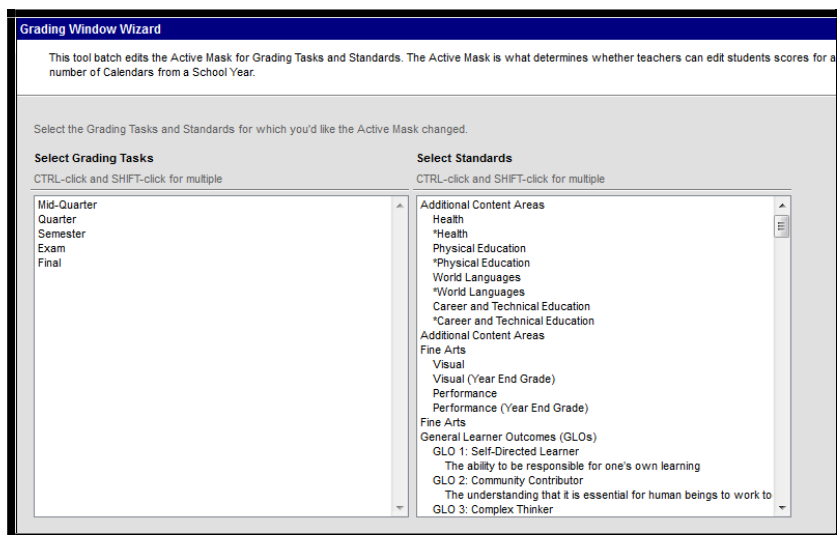 Grading Window Wizard
This tool batch edits the Active Mask for Grading Tasks and Standards. The Active Mask is what determines whether teachers can edit students scores for a
number of Calendars from a School Year.
Select the Grading Tasks and Standards for which you'd like the Active Mask changed.
Select Grading Tasks
CTRL-click and SHIFT-click for multiple
Mid-Quarter
Quarter
Semester
Exam
Final
Select Standards
CTRL-click and SHIFT-click for multiple
Additional Content Areas
Health
*Health
Physical Education
*Physical Education
World Languages
*World Languages
Career and Technical Education
*Career and Technical Education
Additional Content Areas
Fine Arts
Visual
Visual (Year End Grade)
Performance
Performance (Year End Grade)
Fine Arts
General Learner Outcomes (GLOs)
GLO 1: Self-Directed Learner
The ability to be responsible for one's own learning
GLO 2: Community Contributor
The understanding that it is essential for human beings to work to
GLO 3: Complex Thinker